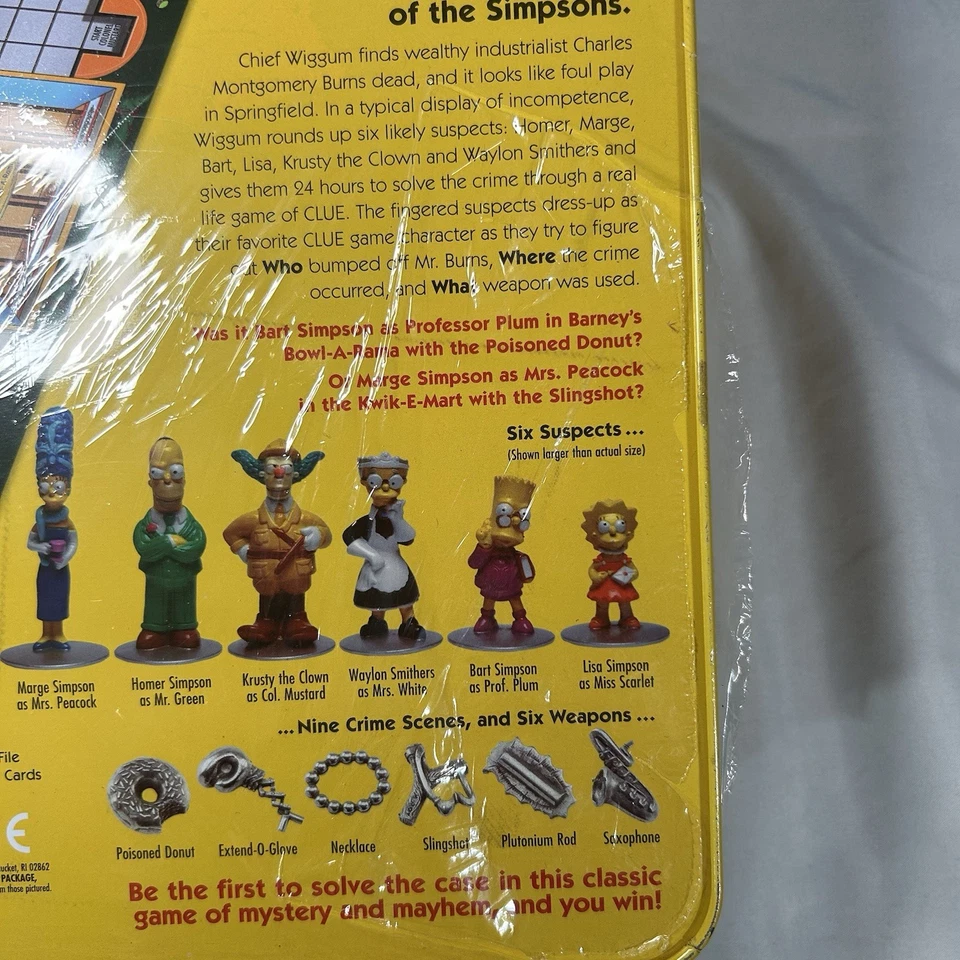 of the Simpsons.
Chief Wiggum finds wealthy industrialist Charles
Montgomery Burns dead, and it looks like foul play
in Springfield. In a typical display of incompetence,
Wiggum rounds up six likely suspects: Homer, Marge,
Bart, Lisa, Krusty the Clown and Waylon Smithers and
gives them 24 hours to solve the crime through a real
life game of CLUE. The fingered suspects dress-up as
their favorite CLUE game character as they try to figure
out Who bumped off Mr. Burns, Where the crime
occurred, and What weapon was used.
Was it Bart Simpson as Professor Plum in Barney's
Bowl-A-Rama with the Poisoned Donut?
Or Marge Simpson as Mrs. Peacock
in the Kwik-E-Mart with the Slingshot?
Six Suspects...
(Shown larger than actual size)
Marge Simpson
as Mrs. Peacock
Homer Simpson
as Mr. Green
Krusty the Clown
as Col. Mustard
Waylon Smithers
as Mrs. White
Bart Simpson
as Prof. Plum
Lisa Simpson
as Miss Scarlet
...Nine Crime Scenes, and Six Weapons...
File
Cards
Poisoned Donut
Extend-O-Glove
Necklace
Slingshot
Plutonium Rod
Saxophone
CE
ucket, RI 02862
PACKAGE,
m those pictured.
Be the first to solve the case in this classic
game of mystery and mayhem, and you win!